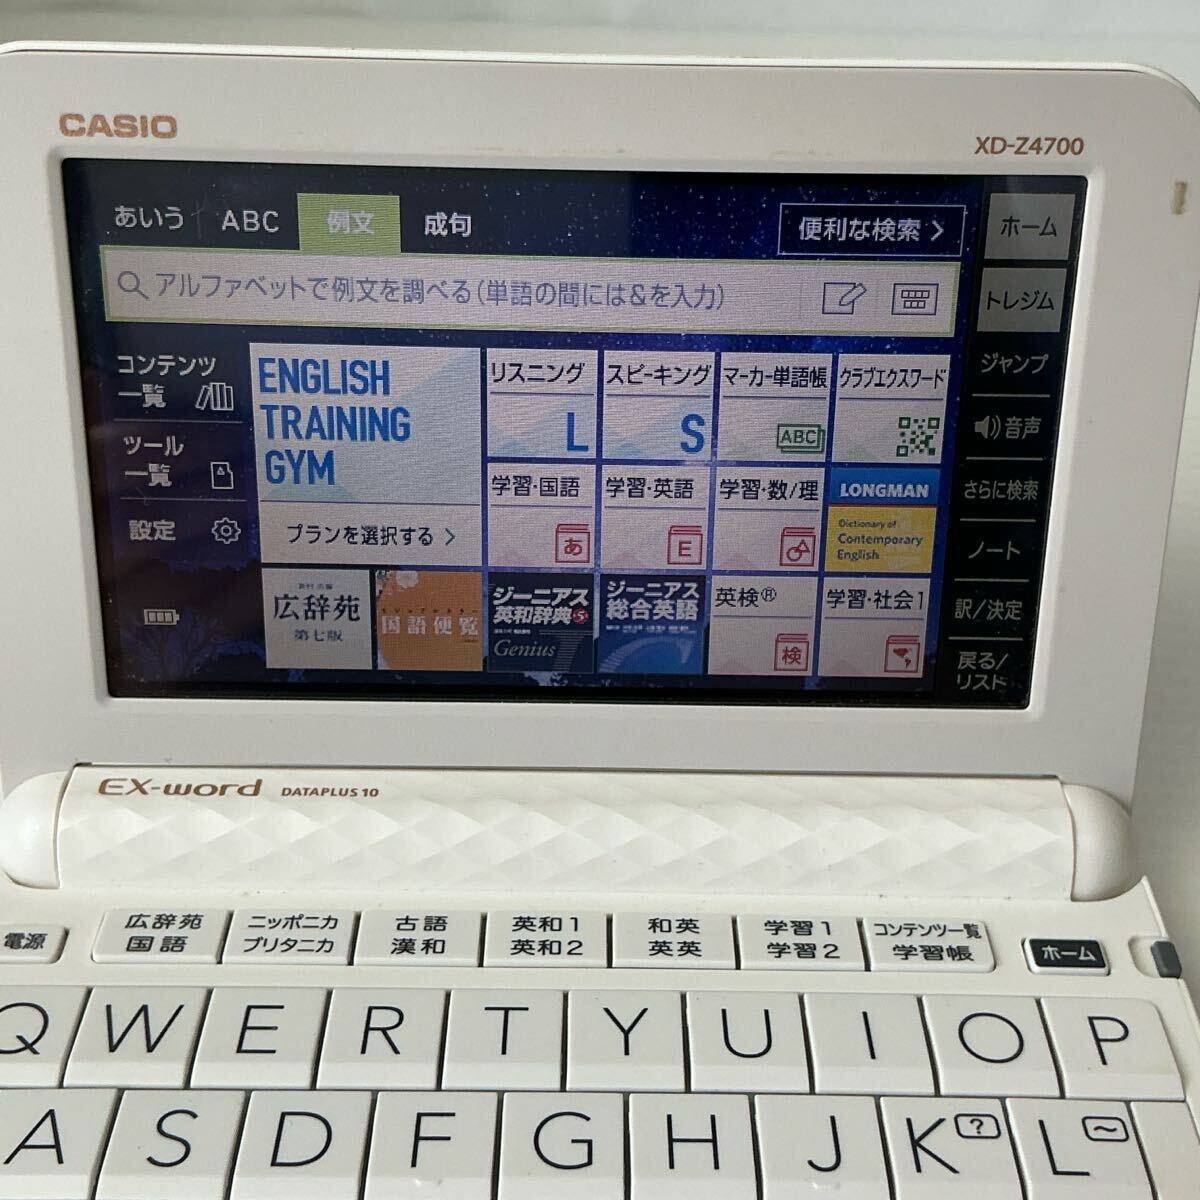 CASIO
XD-Z4700
あいう ABC 例文 成句
便利な検索 >
アルファベットで例文を調べる(単語の間には&を入力)
コンテンツ
一覧
ツール
一覧
設定
ENGLISH
TRAINING
GYM
プランを選択する >
リスニング
L
スピーキング
S
マーカー単語帳
ABC
クラブエクスワード
学習・国語
あ
学習・英語
E
学習・数/理
LONGMAN
Dictionary of
Contemporary
English
広辞苑
第七版
ビジュアルカラー
国語便覧
ジーニアス
英和辞典
Genius
ジーニアス
総合英語
英検®
検
学習・社会1
ホーム
トレジム
ジャンプ
音声
さらに検索
ノート
訳/決定
戻る/
リスト
EX-word DATAPLUS 10
電源
広辞苑
国語
ニッポニカ
ブリタニカ
古語
漢和
英和1
英和2
和英
英英
学習1
学習2
コンテンツ一覧
学習帳
ホーム
Q W E R T Y U I O P
A S D F G H J K ? L ～